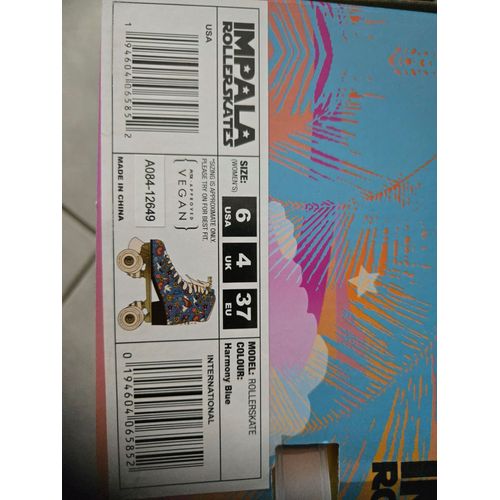 IMPALA
ROLLERSKATES
USA
1 94604 06585 2
SIZE:
(WOMEN'S)
6
USA
4
UK
37
EU
*SIZING IS APPROXIMATE ONLY.
PLEASE TRY ON FOR BEST FIT.
AHW. APPROVED
VEGAN
A084-12649
MADE IN CHINA
MODEL: ROLLERSKATE
COLOUR:
Harmony Blue
INTERNATIONAL
0 194604 065852